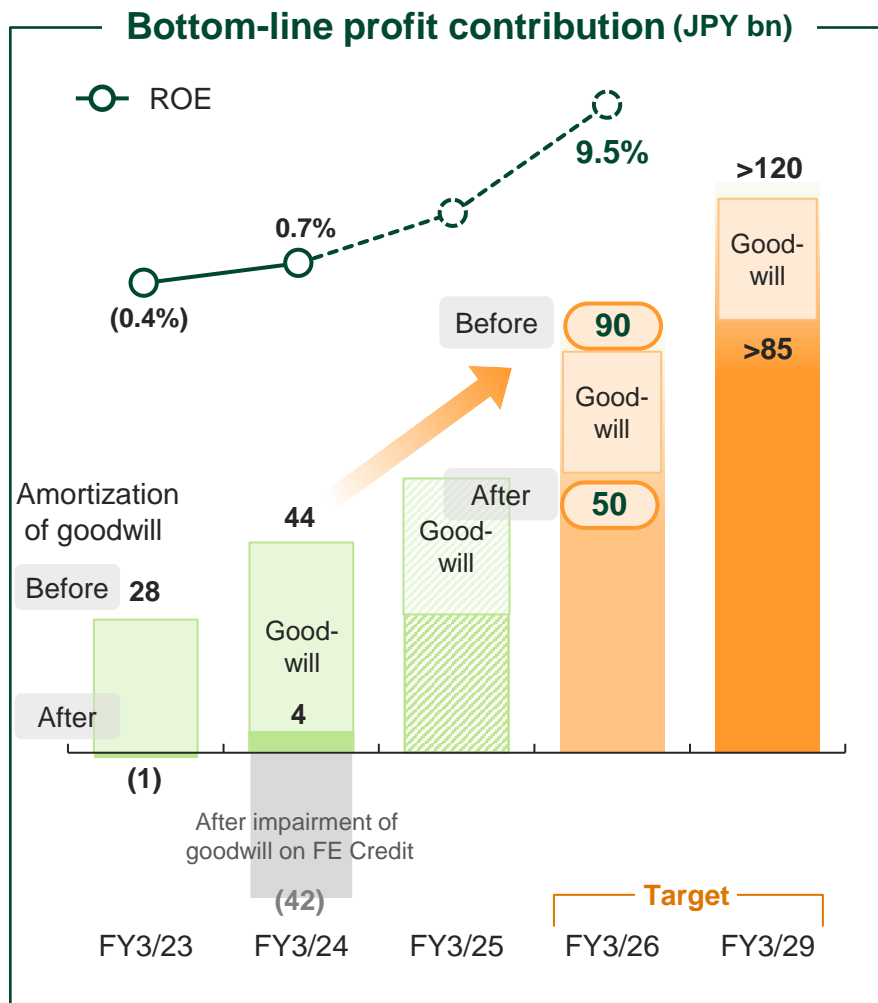 Bottom-line profit contribution (JPY bn)
ROE
9.5%
>120
0.7%
(0.4%)
Good-
will
Before
90
>85
Good-
will
Amortization
of goodwill
44
After
50
Good-
will
Before
28
Good-
will
After
4
(1)
After impairment of
goodwill on FE Credit
(42)
Target
FY3/23
FY3/24
FY3/25
FY3/26
FY3/29